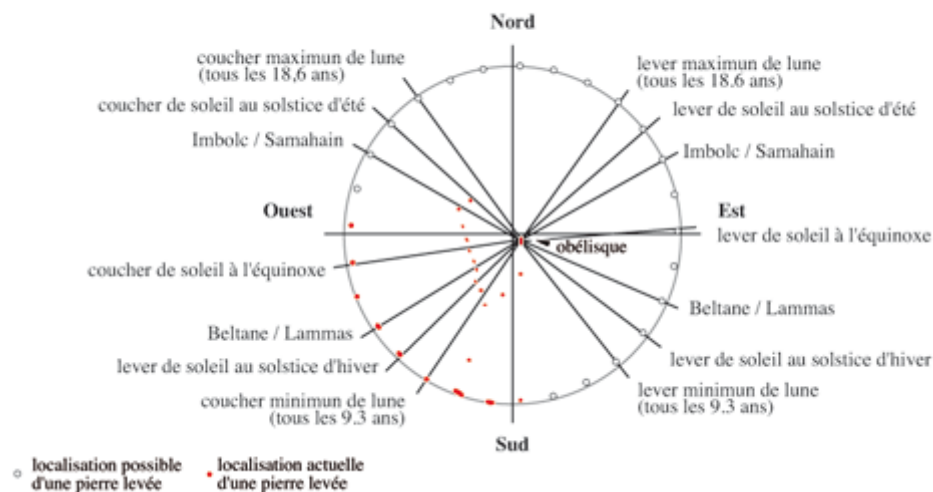 Nord
coucher maximun de lune
(tous les 18,6 ans)
lever maximum de lune
(tous les 18.6 ans)
coucher de soleil au solstice d'été
lever de soleil au solstice d'été
Imbolc / Samahain
Imbolc / Samahain
Ouest
Est
obélisque
lever de soleil à l'équinoxe
coucher de soleil à l'équinoxe
Beltane / Lammas
Beltane / Lammas
lever de soleil au solstice d'hiver
lever de soleil au solstice d'hiver
coucher minimun de lune
(tous les 9.3 ans)
lever minimun de lune
(tous les 9.3 ans)
Sud
localisation possible
d'une pierre levée
localisation actuelle
d'une pierre levée